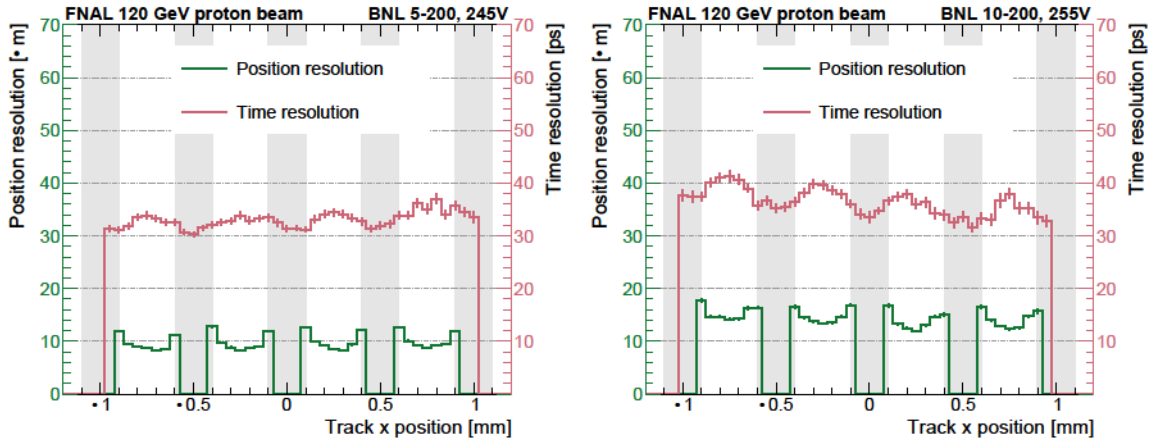 FNAL 120 GeV proton beam BNL 5-200, 245V
Position resolution [•m]
Time resolution [ps]
Position resolution
Time resolution
70
60
50
40
30
20
10
0
70
60
50
40
30
20
10
•1 •0.5 0 0.5 1
Track x position [mm]
FNAL 120 GeV proton beam BNL 10-200, 255V
Position resolution [•m]
Time resolution [ps]
Position resolution
Time resolution
70
60
50
40
30
20
10
0
70
60
50
40
30
20
10
•1 •0.5 0 0.5 1
Track x position [mm]